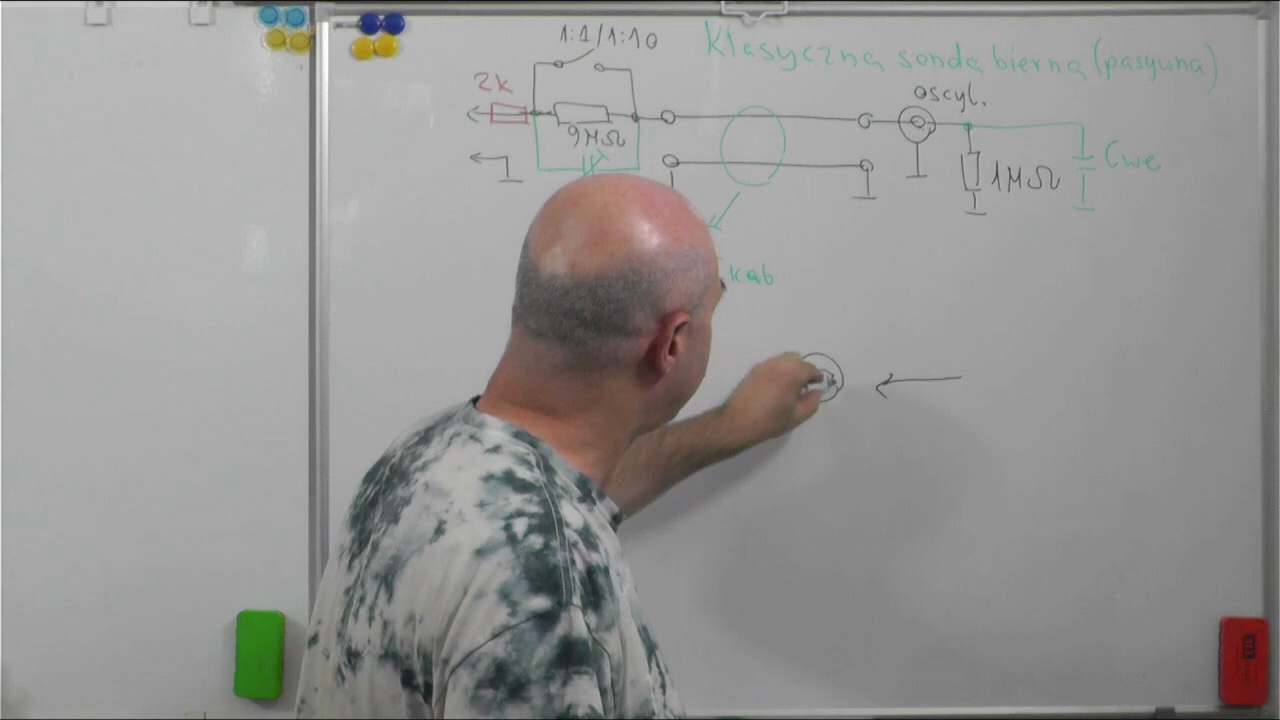 1:1/1:10
Klasyczna sonda bierna (pasywna)
2k
oscyl.
9MΩ
1MΩ
Cwe
kab